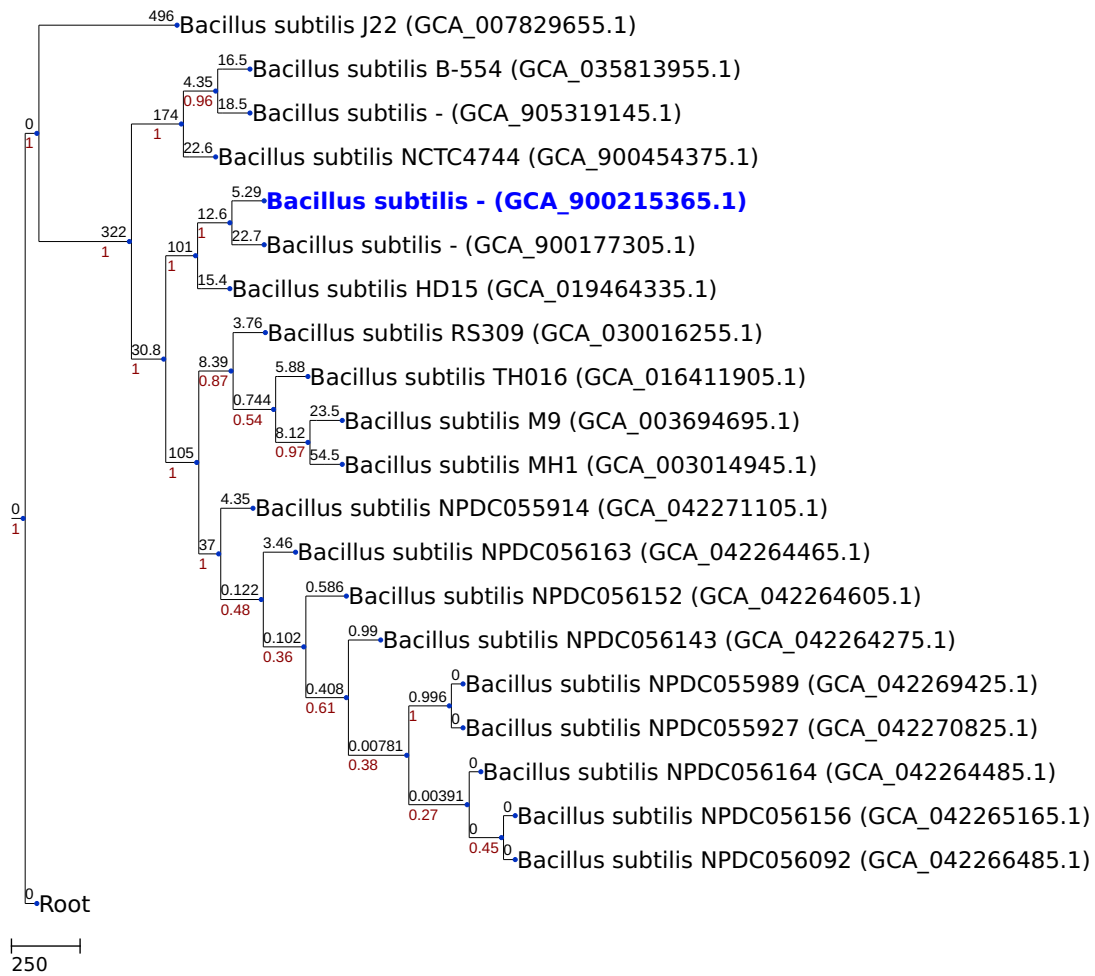 496 Bacillus subtilis J22 (GCA_007829655.1)
16.5 Bacillus subtilis B-554 (GCA_035813955.1)
4.35
0.96
18.5 Bacillus subtilis - (GCA_905319145.1)
174
1
0
1
22.6 Bacillus subtilis NCTC4744 (GCA_900454375.1)
5.29 Bacillus subtilis - (GCA_900215365.1)
12.6
1
322
1
22.7 Bacillus subtilis - (GCA_900177305.1)
101
1
15.4 Bacillus subtilis HD15 (GCA_019464335.1)
3.76 Bacillus subtilis RS309 (GCA_030016255.1)
30.8
1
8.39
0.87
5.88 Bacillus subtilis TH016 (GCA_016411905.1)
0.744
0.54
23.5 Bacillus subtilis M9 (GCA_003694695.1)
8.12
0.97
105
1
54.5 Bacillus subtilis MH1 (GCA_003014945.1)
4.35 Bacillus subtilis NPDC055914 (GCA_042271105.1)
0
1
37
1
3.46 Bacillus subtilis NPDC056163 (GCA_042264465.1)
0.122
0.48
0.586 Bacillus subtilis NPDC056152 (GCA_042264605.1)
0.102
0.36
0.99 Bacillus subtilis NPDC056143 (GCA_042264275.1)
0.408
0.61
0 Bacillus subtilis NPDC055989 (GCA_042269425.1)
0.996
1
0 Bacillus subtilis NPDC055927 (GCA_042270825.1)
0.00781
0.38
0 Bacillus subtilis NPDC056164 (GCA_042264485.1)
0.00391
0.27
0 Bacillus subtilis NPDC056156 (GCA_042265165.1)
0
0.45
0 Bacillus subtilis NPDC056092 (GCA_042266485.1)
0 Root
250